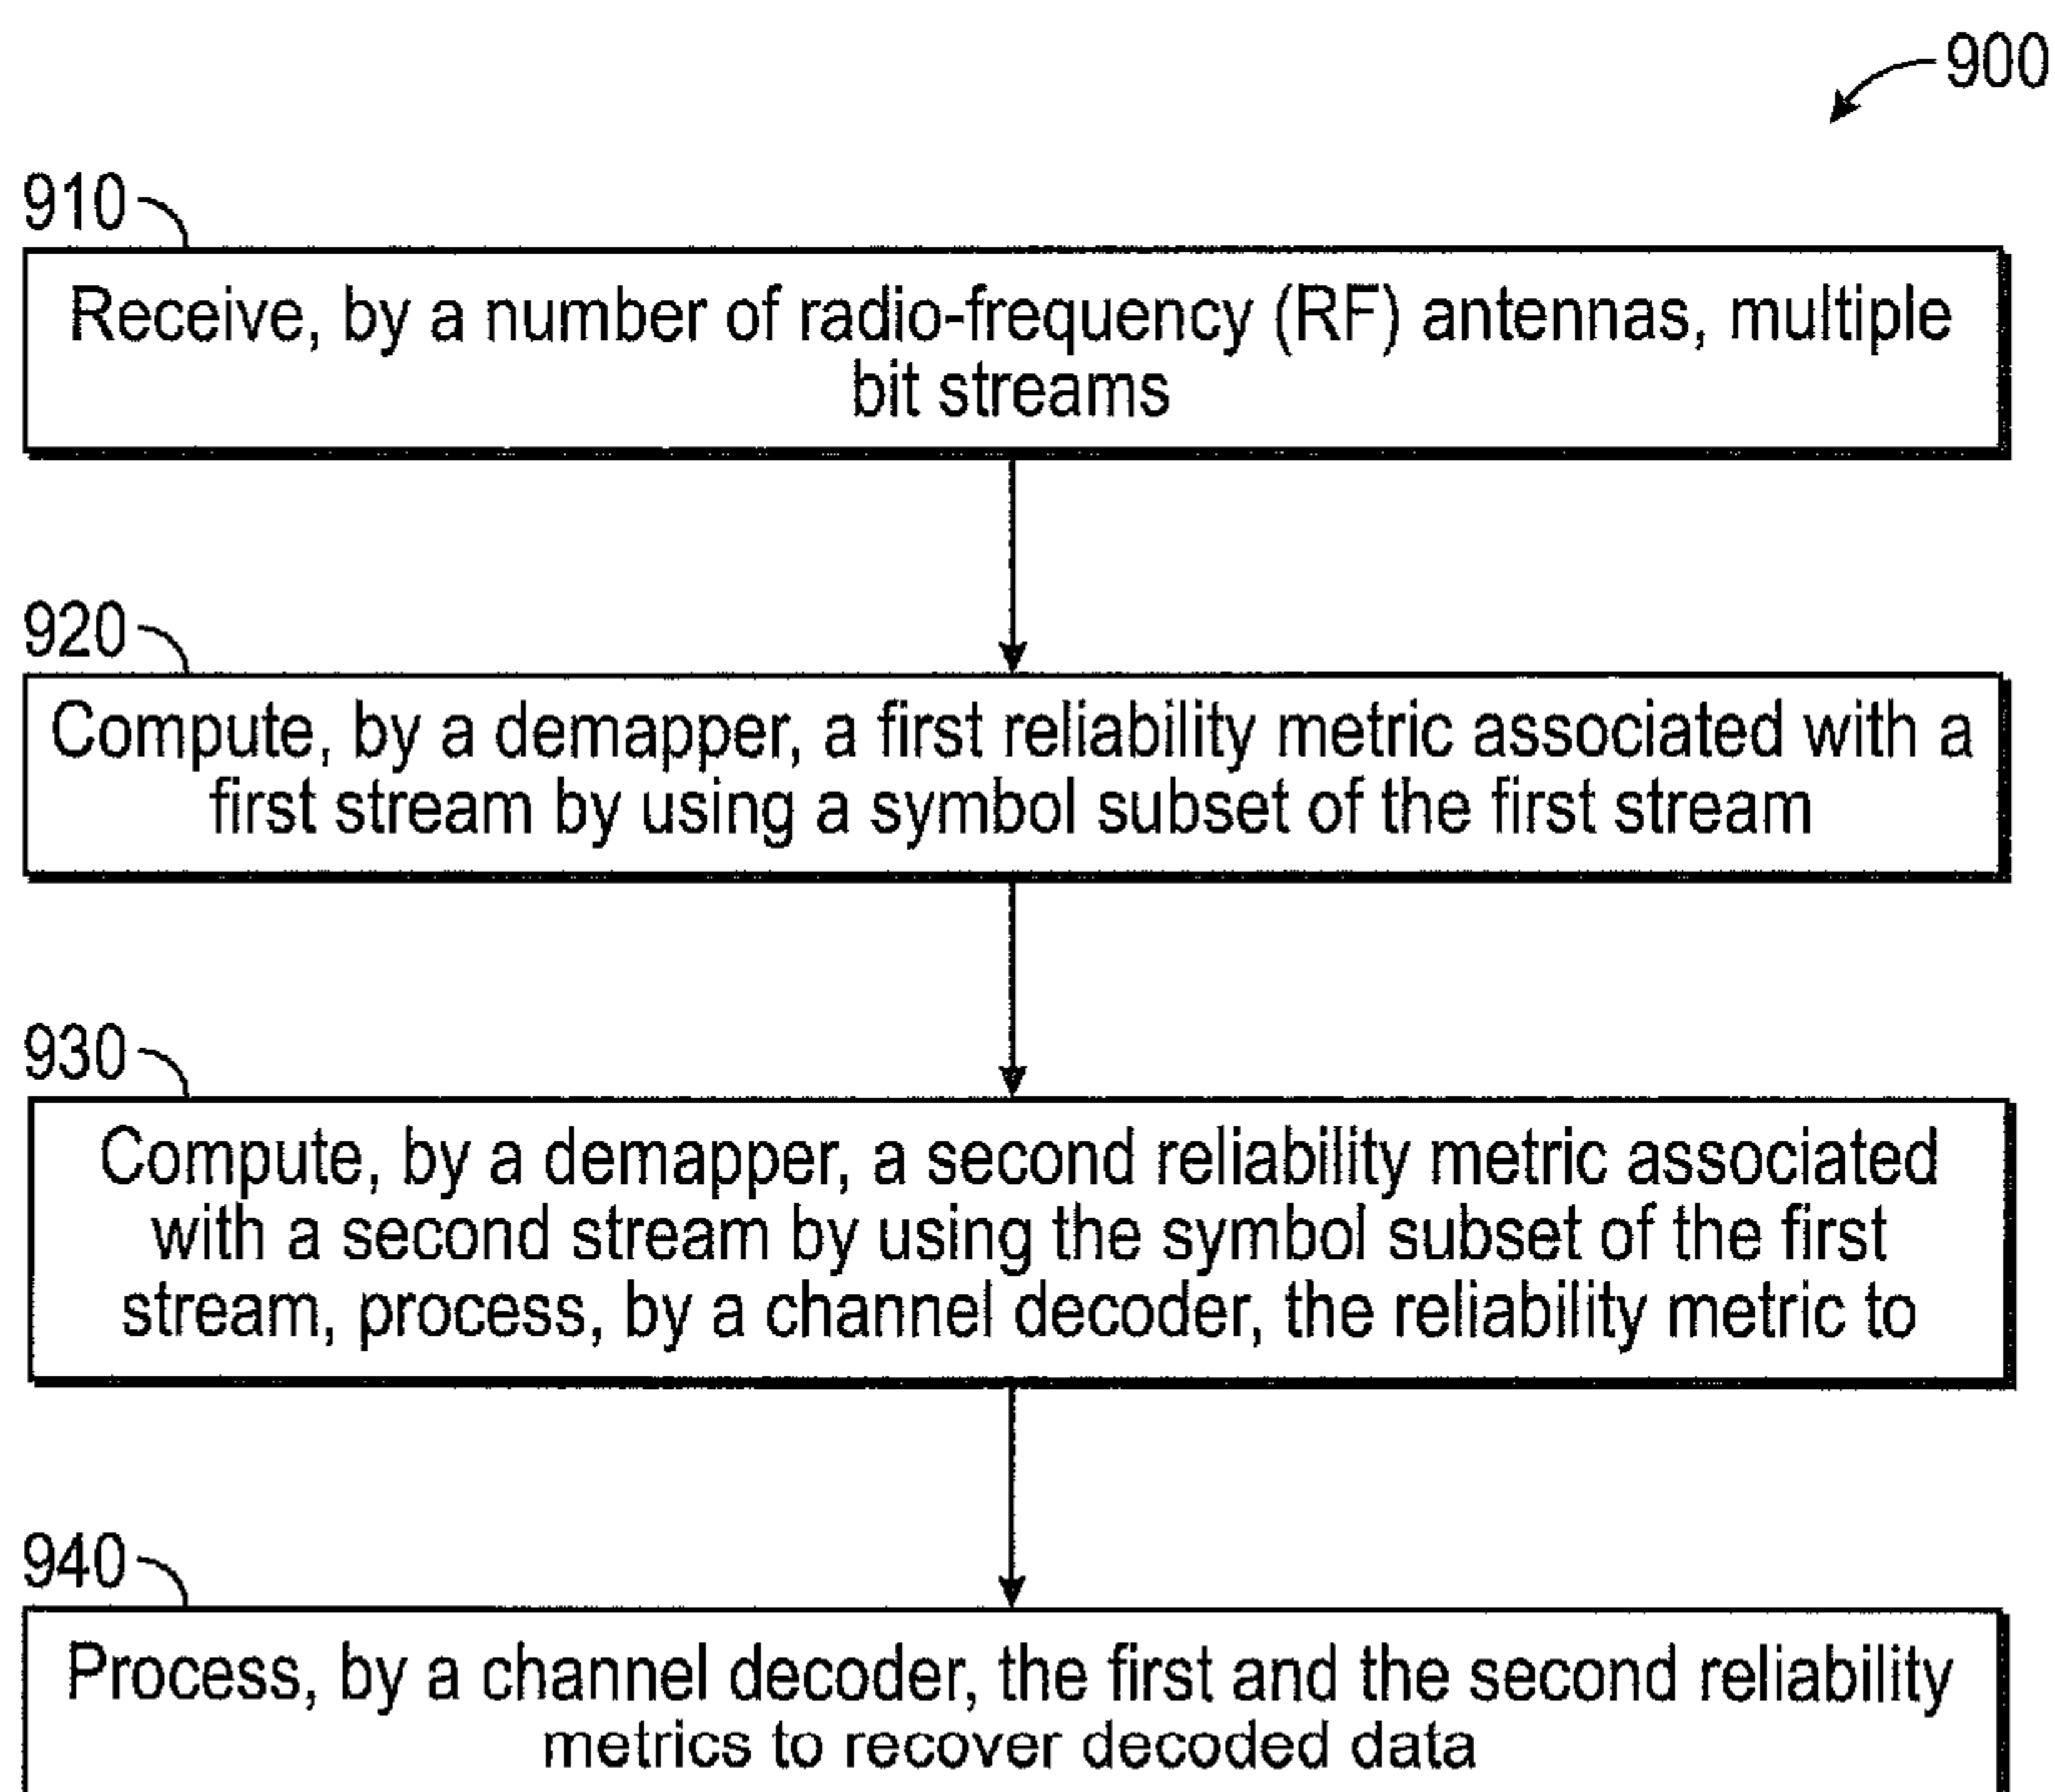 900
910
Receive, by a number of radio-frequency (RF) antennas, multiple
bit streams
920
Compute, by a demapper, a first reliability metric associated with a
first stream by using a symbol subset of the first stream
930
Compute, by a demapper, a second reliability metric associated
with a second stream by using the symbol subset of the first
stream, process, by a channel decoder, the reliability metric to
940
Process, by a channel decoder, the first and the second reliability
metrics to recover decoded data